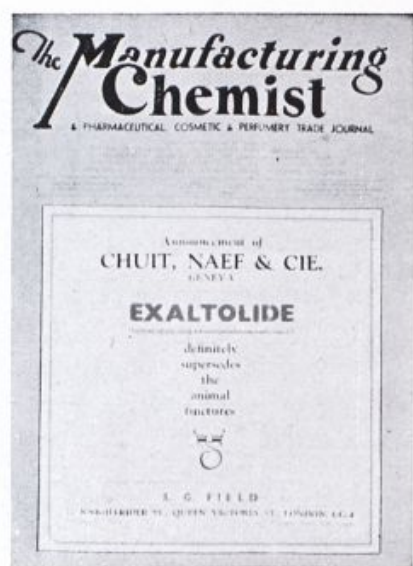 The Manufacturing
Chemist
& PHARMACEUTICAL COSMETIC & PERFUMERY TRADE JOURNAL
Announcement of
CHUIT, NAEF & CIE.
GENEVA
EXALTOLIDE
definitely
supersedes
the
animal
tinctures
FIELD
QUEEN VICTORIA ST. LONDON, E.C.4